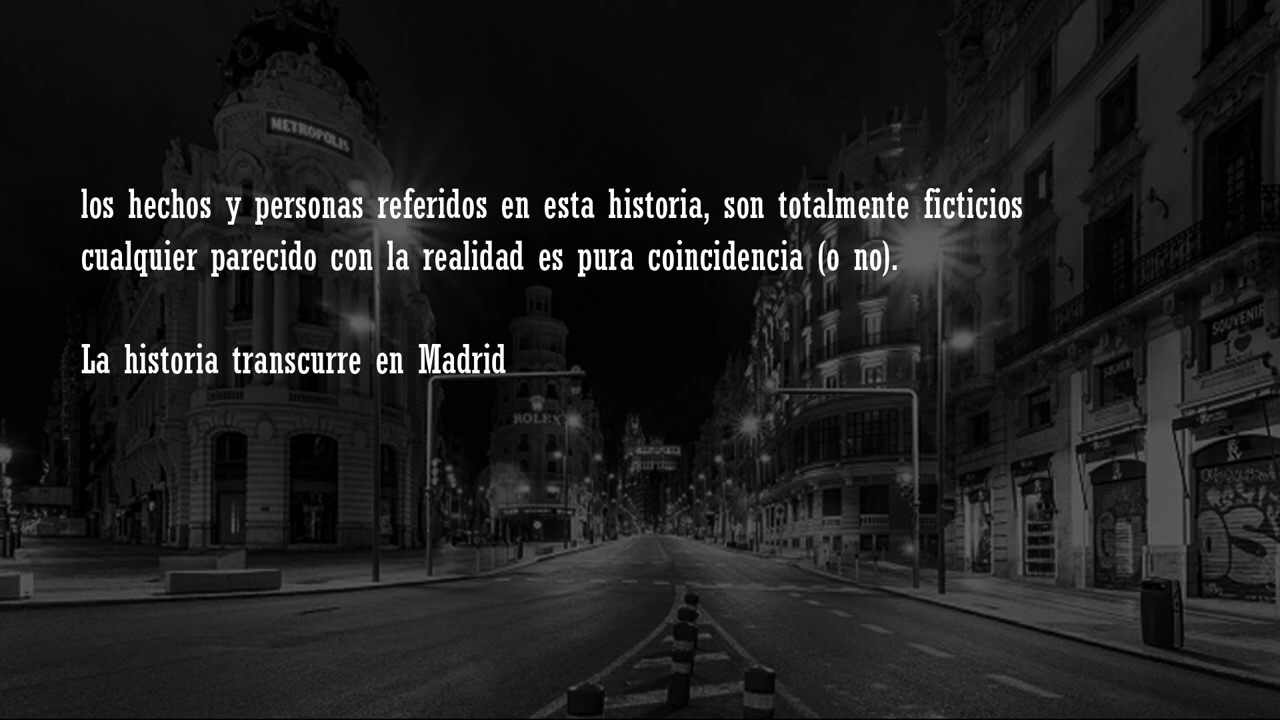 METROPOLIS
los hechos y personas referidos en esta historia, son totalmente ficticios
cualquier parecido con la realidad es pura coincidencia (o no).
La historia transcurre en Madrid
SOUVENIR
I
ROLEX